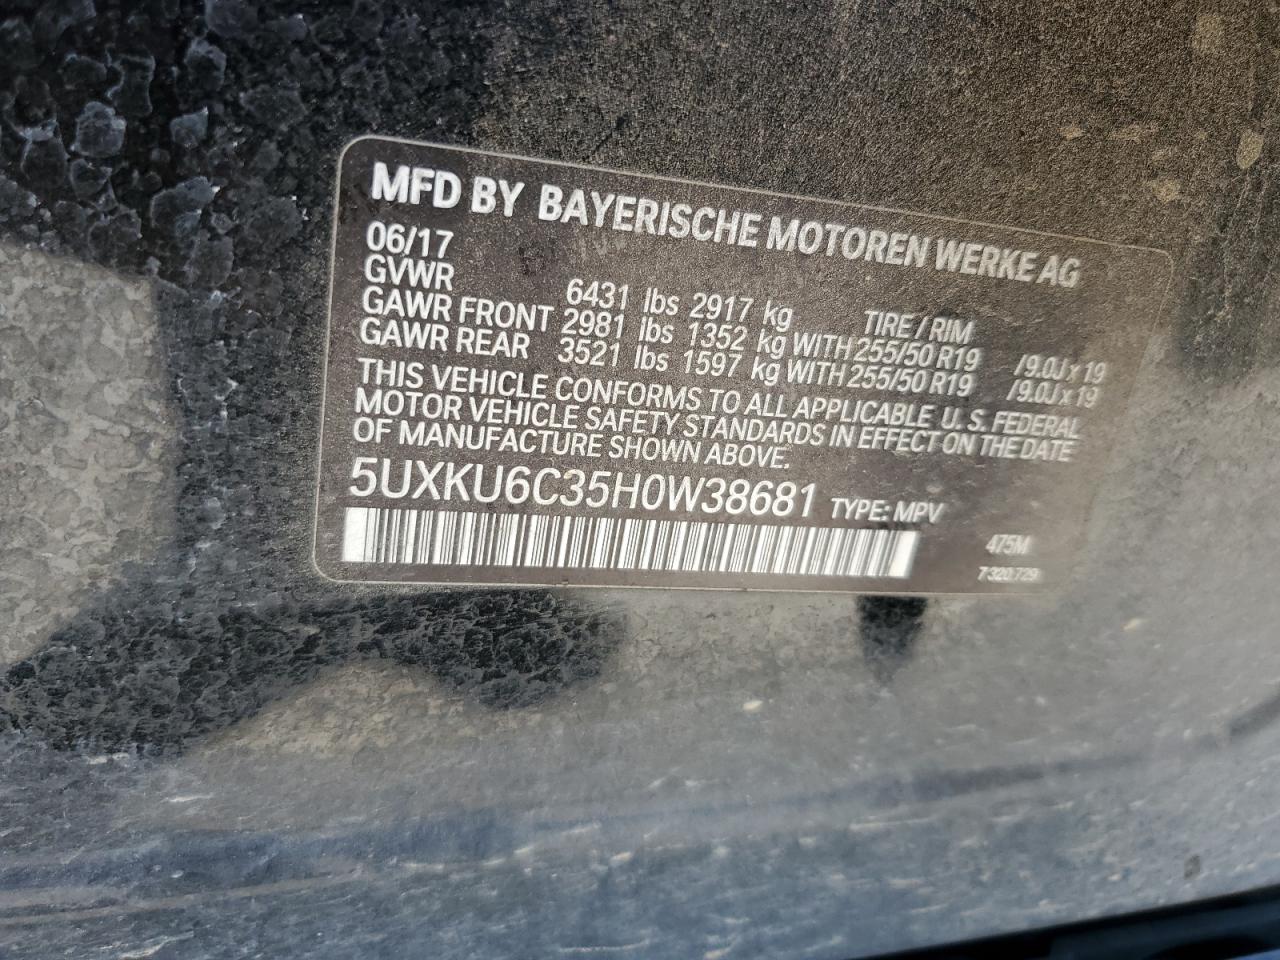 MFD BY BAYERISCHE MOTOREN WERKE AG
06/17
GVWR 6431 lbs 2917 kg TIRE / RIM
GAWR FRONT 2981 lbs 1352 kg WITH 255/50 R19 /9.0J x 19
GAWR REAR 3521 lbs 1597 kg WITH 255/50 R19 /9.0J x 19
THIS VEHICLE CONFORMS TO ALL APPLICABLE U. S. FEDERAL
MOTOR VEHICLE SAFETY STANDARDS IN EFFECT ON THE DATE
OF MANUFACTURE SHOWN ABOVE.
5UXKU6C35H0W38681 TYPE: MPV
475M
7 320 729